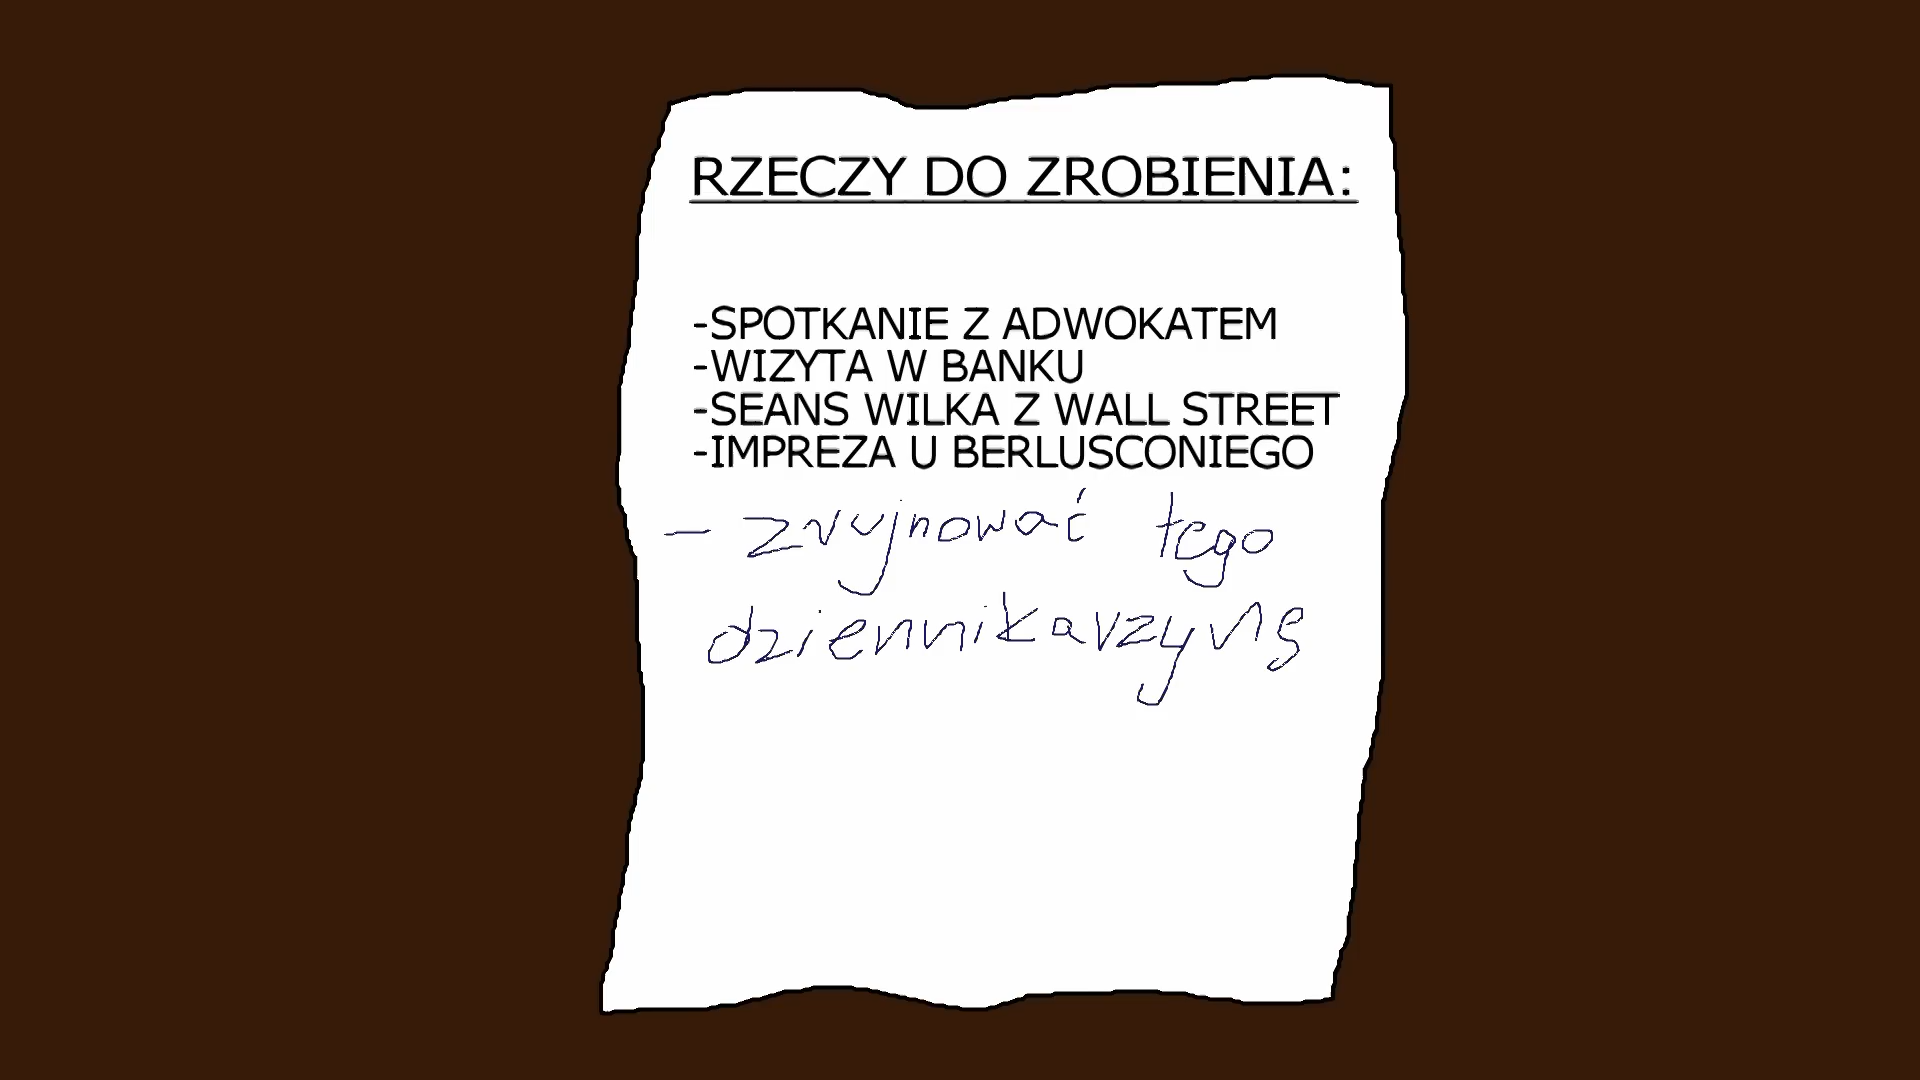 RZECZY DO ZROBIENIA:
-SPOTKANIE Z ADWOKATEM
-WIZYTA W BANKU
-SEANS WILKA Z WALL STREET
-IMPREZA U BERLUSCONIEGO
- zrujnować tego
dziennikarzynę